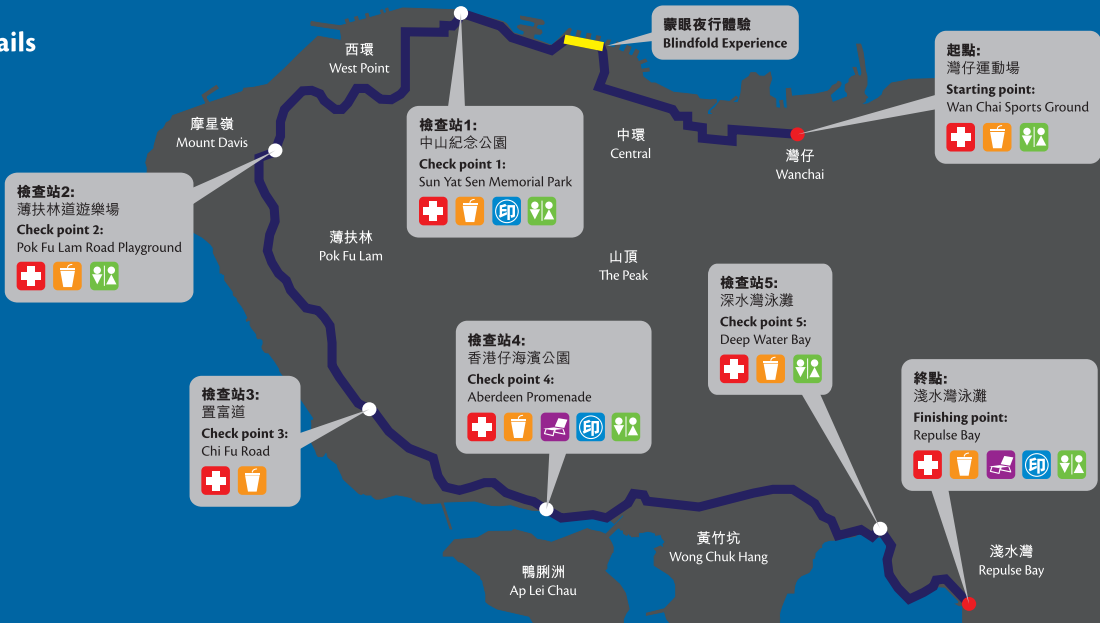 ails
西環
West Point
摩星嶺
Mount Davis
蒙眼夜行體驗
Blindfold Experience
起點:
灣仔運動場
Starting point:
Wan Chai Sports Ground
中環
Central
灣仔
Wanchai
檢查站1:
中山紀念公園
Check point 1:
Sun Yat Sen Memorial Park
印
檢查站2:
薄扶林道遊樂場
Check point 2:
Pok Fu Lam Road Playground
薄扶林
Pok Fu Lam
山頂
The Peak
檢查站5:
深水灣泳灘
Check point 5:
Deep Water Bay
檢查站4:
香港仔海濱公園
Check point 4:
Aberdeen Promenade
印
檢查站3:
置富道
Check point 3:
Chi Fu Road
終點:
淺水灣泳灘
Finishing point:
Repulse Bay
印
黃竹坑
Wong Chuk Hang
鴨脷洲
Ap Lei Chau
淺水灣
Repulse Bay